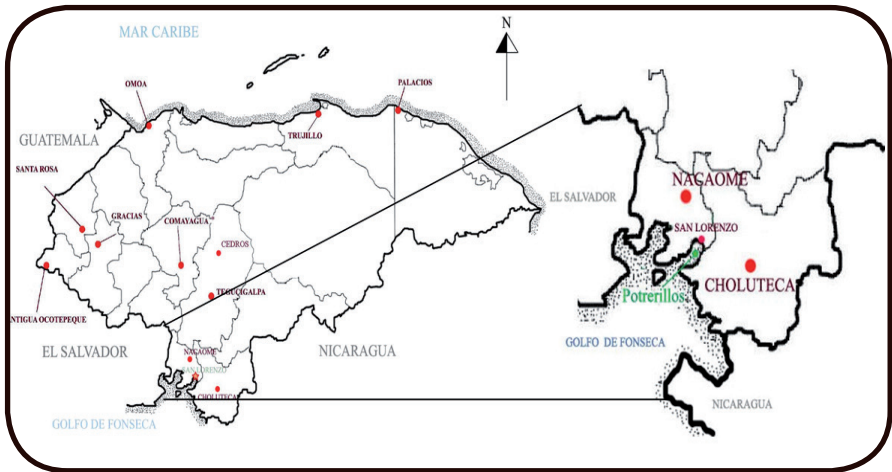 MAR CARIBE
N
OMOA
PALACIOS
TRUJILLO
GUATEMALA
SANTA ROSA
GRACIAS
COMAYAGUA
CEDROS
TEGUCIGALPA
NTIGUA OCOTEPEQUE
EL SALVADOR
NICARAGUA
NACAOME
SAN LORENZO
CHOLUTECA
GOLFO DE FONSECA
EL SALVADOR
NACAOME
SAN LORENZO
CHOLUTECA
Potrerillos
GOLFO DE FONSECA
NICARAGUA